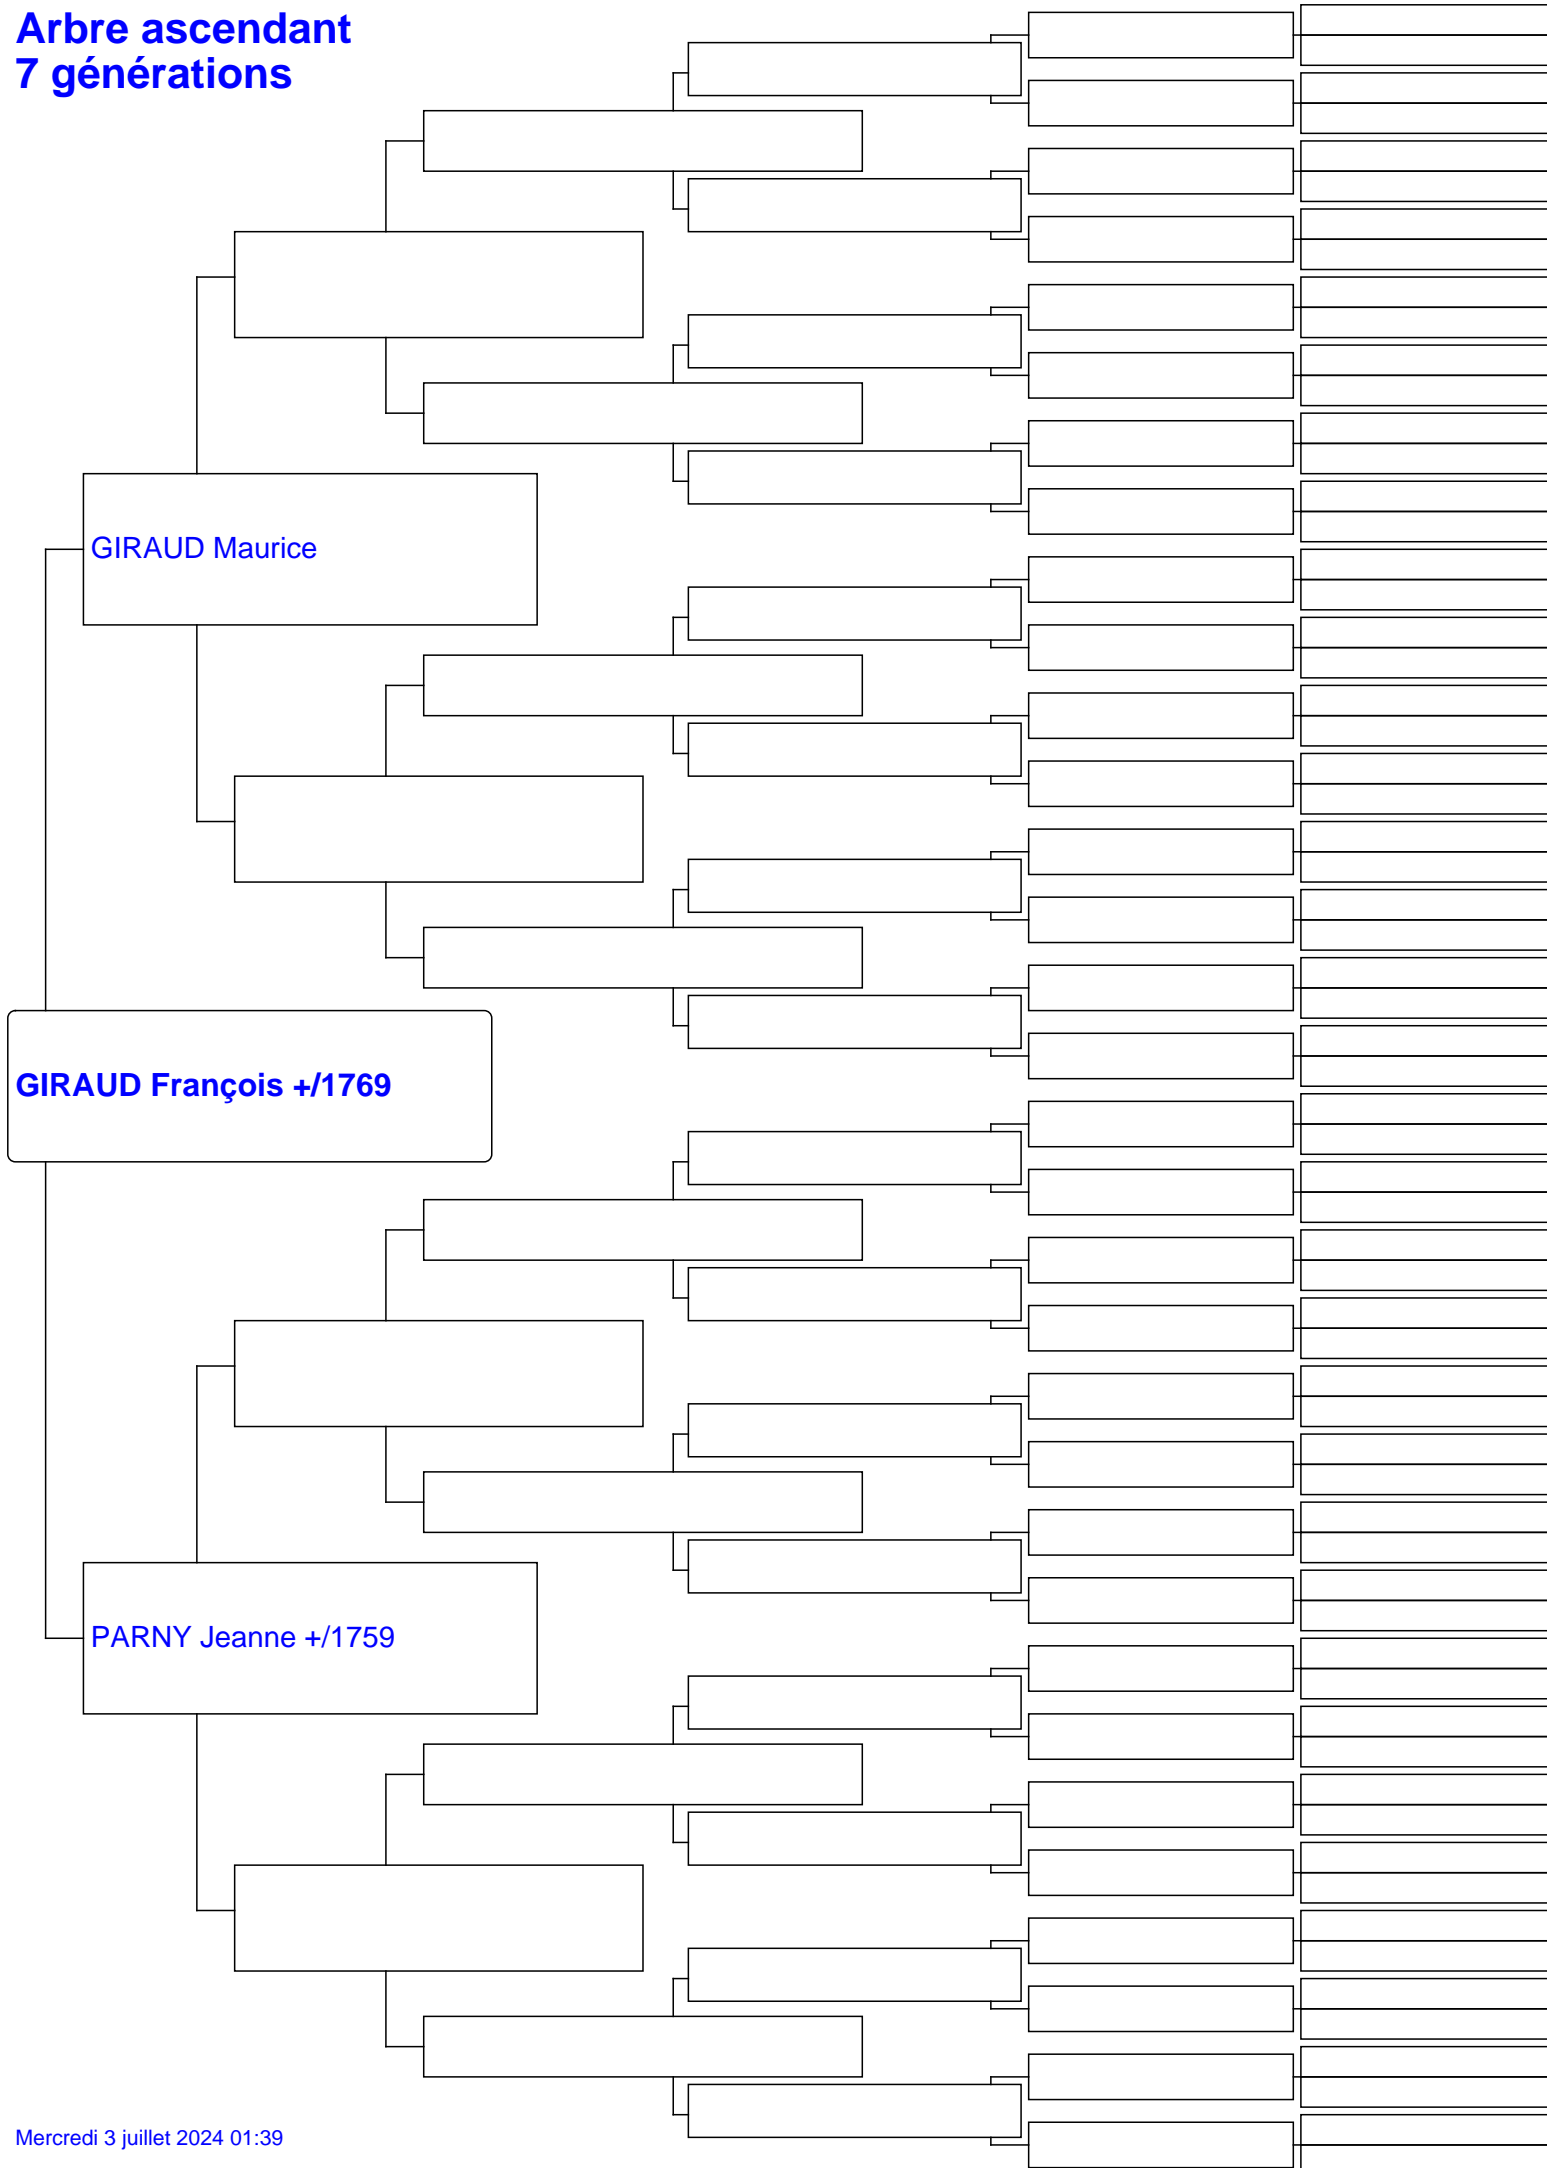 Arbre ascendant
7 générations
GIRAUD Maurice
GIRAUD François +/1769
PARNY Jeanne +/1759
Mercredi 3 juillet 2024 01:39